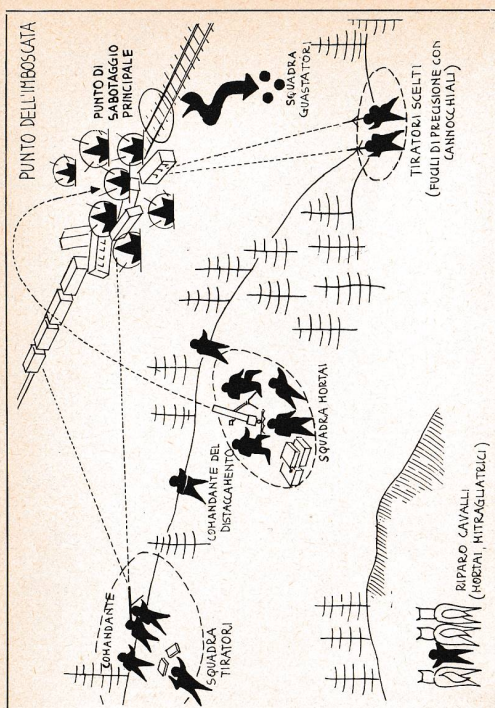 PUNTO DELL'IMBOSCATA
PUNTO DI
SABOTAGGIO
PRINCIPALE
SQUADRA
GUASTATORI
TIRATORI SCELTI
(FUCILI DI PRECISIONE CON
CANNOCCHIALI)
COMANDANTE DEL
DISTACCAMENTO
SQUADRA MORTAI
COMANDANTE
SQUADRA
TIRATORI
RIPARO CAVALLI
(MORTAI, MITRAGLIATRICI)